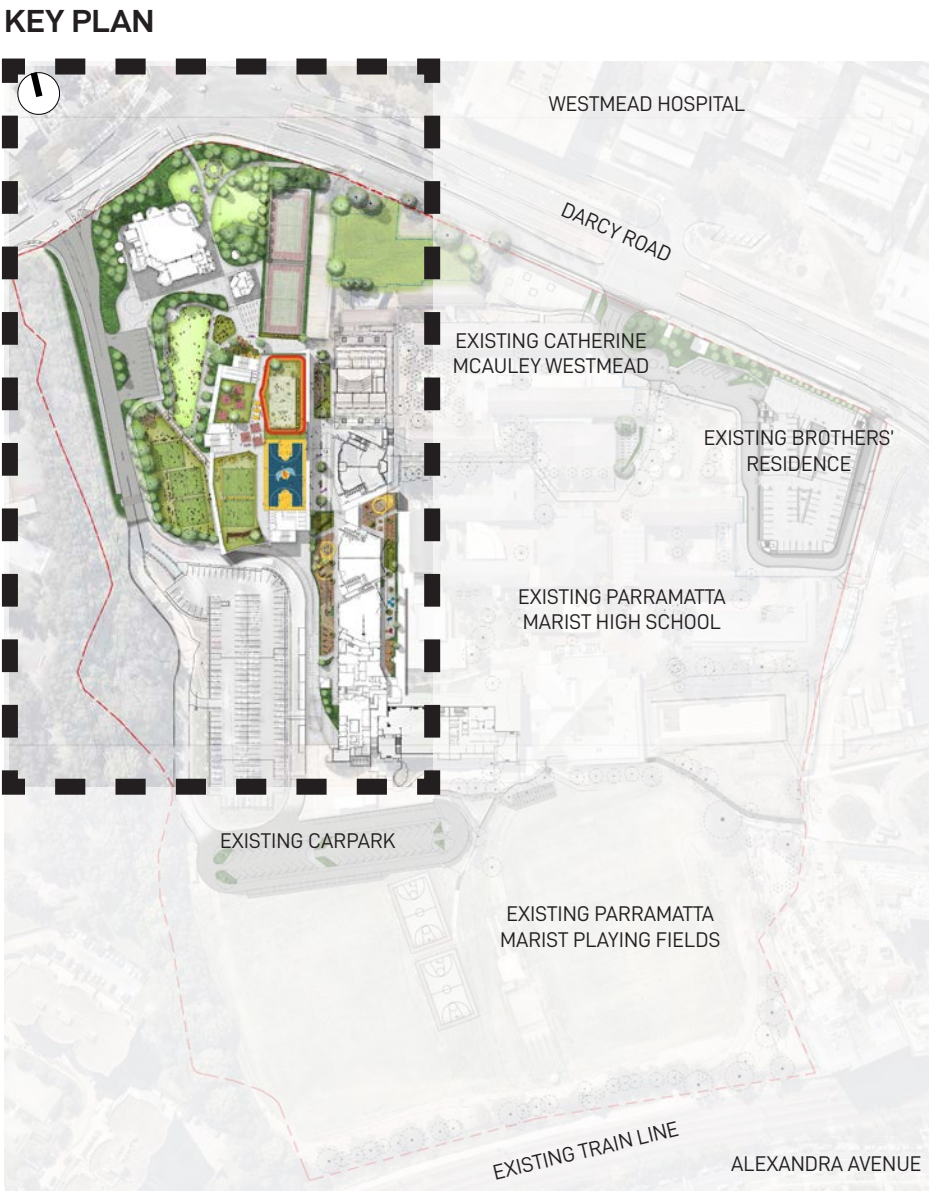 KEY PLAN
WESTMEAD HOSPITAL
DARCY ROAD
EXISTING CATHERINE
MCAULEY WESTMEAD
EXISTING BROTHERS'
RESIDENCE
EXISTING PARRAMATTA
MARIST HIGH SCHOOL
EXISTING CARPARK
EXISTING PARRAMATTA
MARIST PLAYING FIELDS
EXISTING TRAIN LINE
ALEXANDRA AVENUE